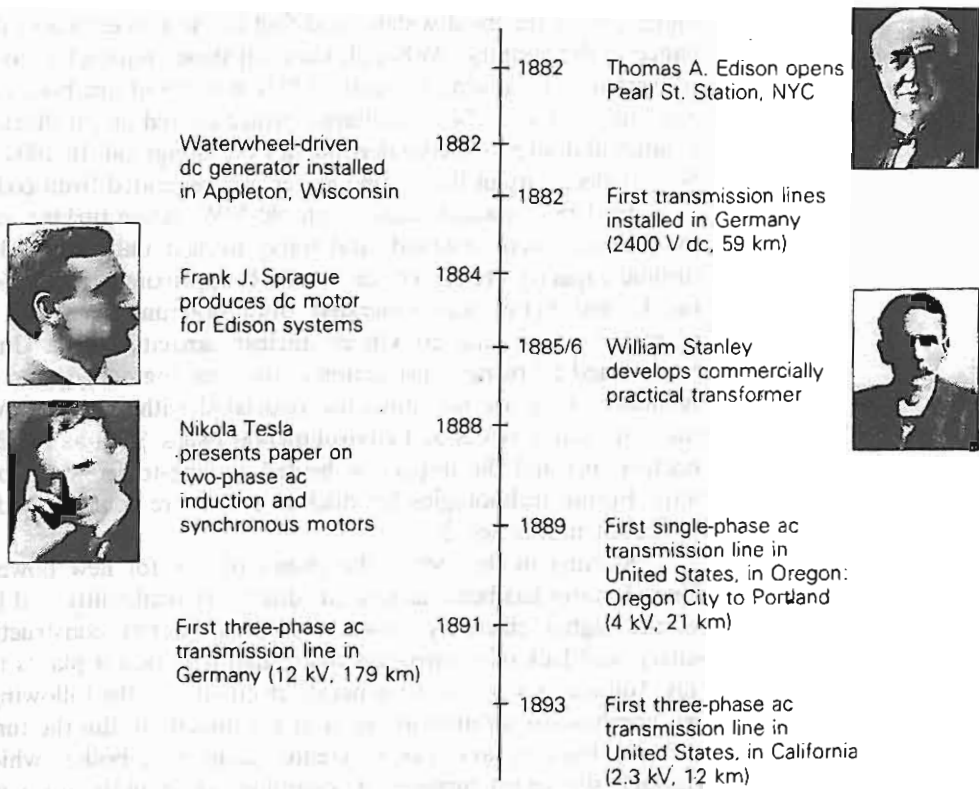 1882 Thomas A. Edison opens
Pearl St. Station, NYC
Waterwheel-driven 1882
dc generator installed
in Appleton, Wisconsin
1882 First transmission lines
installed in Germany
(2400 V dc, 59 km)
Frank J. Sprague 1884
produces dc motor
for Edison systems
1885/6 William Stanley
develops commercially
practical transformer
Nikola Tesla 1888
presents paper on
two-phase ac
induction and
synchronous motors
1889 First single-phase ac
transmission line in
United States, in Oregon:
Oregon City to Portland
(4 kV, 21 km)
First three-phase ac 1891
transmission line in
Germany (12 kV, 179 km)
1893 First three-phase ac
transmission line in
United States, in California
(2.3 kV, 12 km)